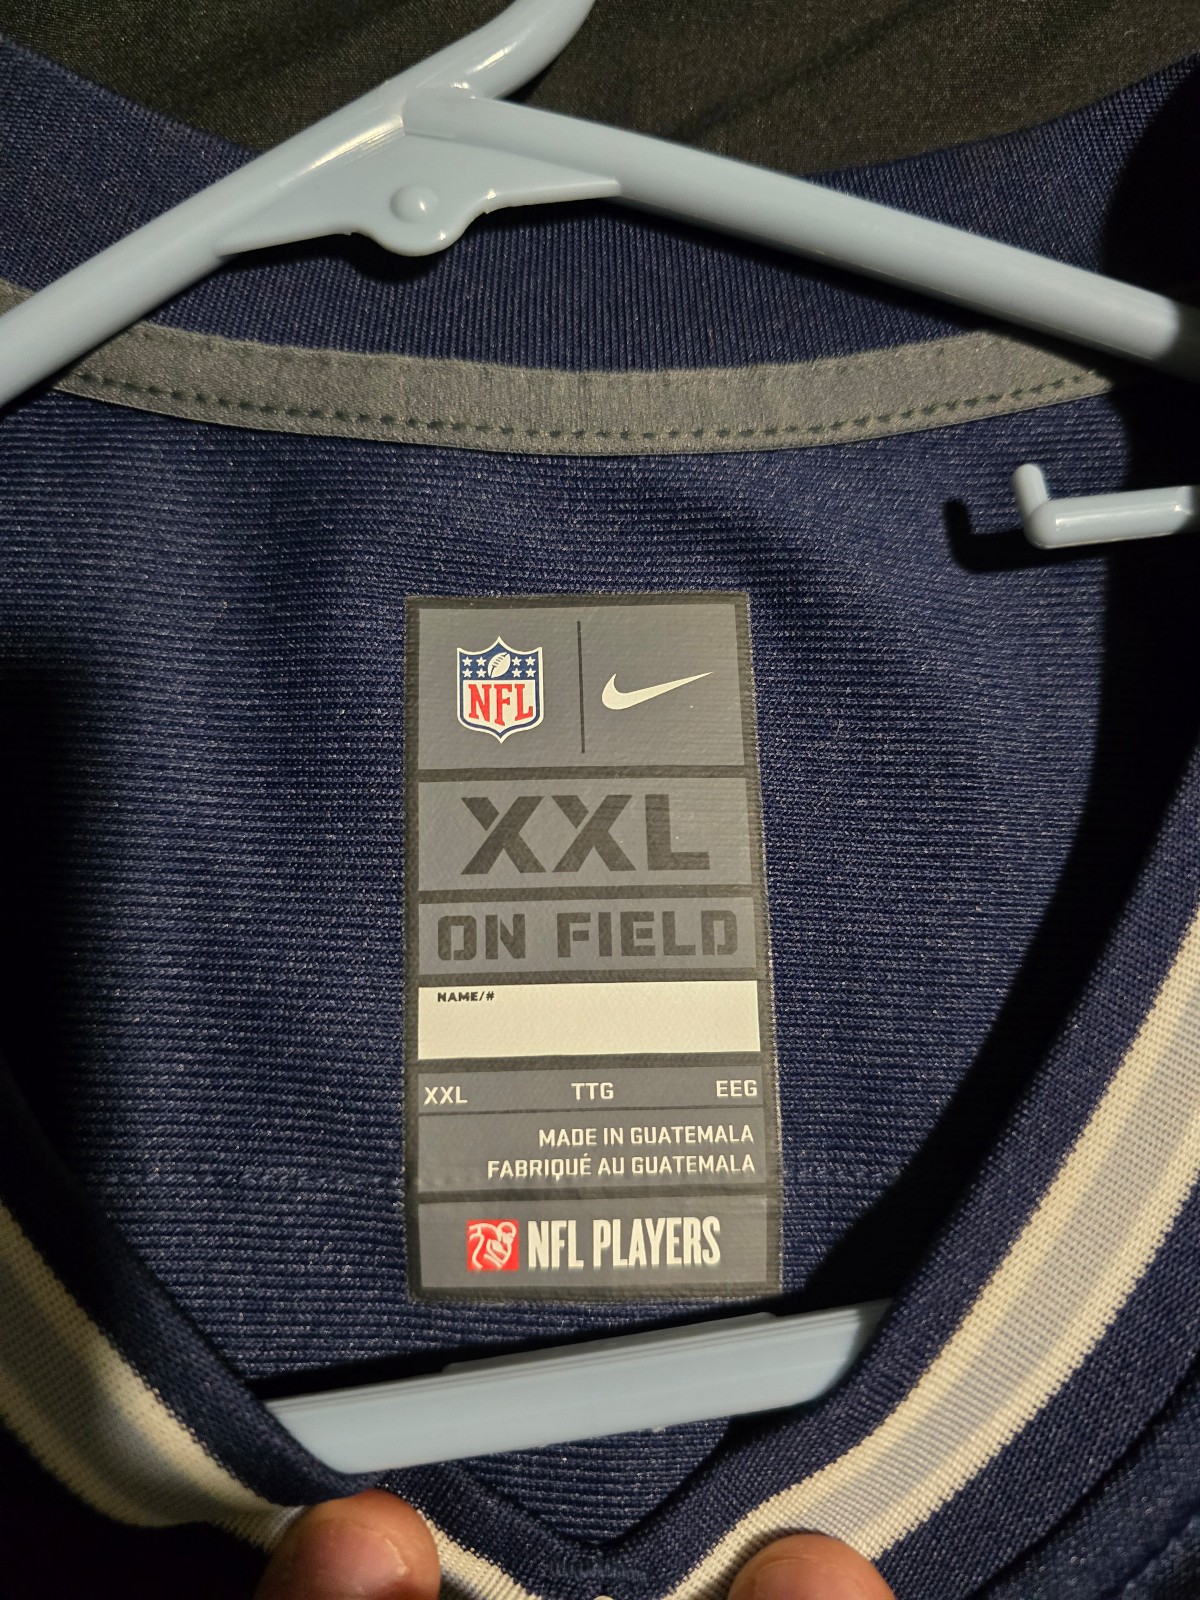 NFL
XXL
ON FIELD
NAME/#
XXL TTG EEG
MADE IN GUATEMALA
FABRIQUÉ AU GUATEMALA
NFL PLAYERS